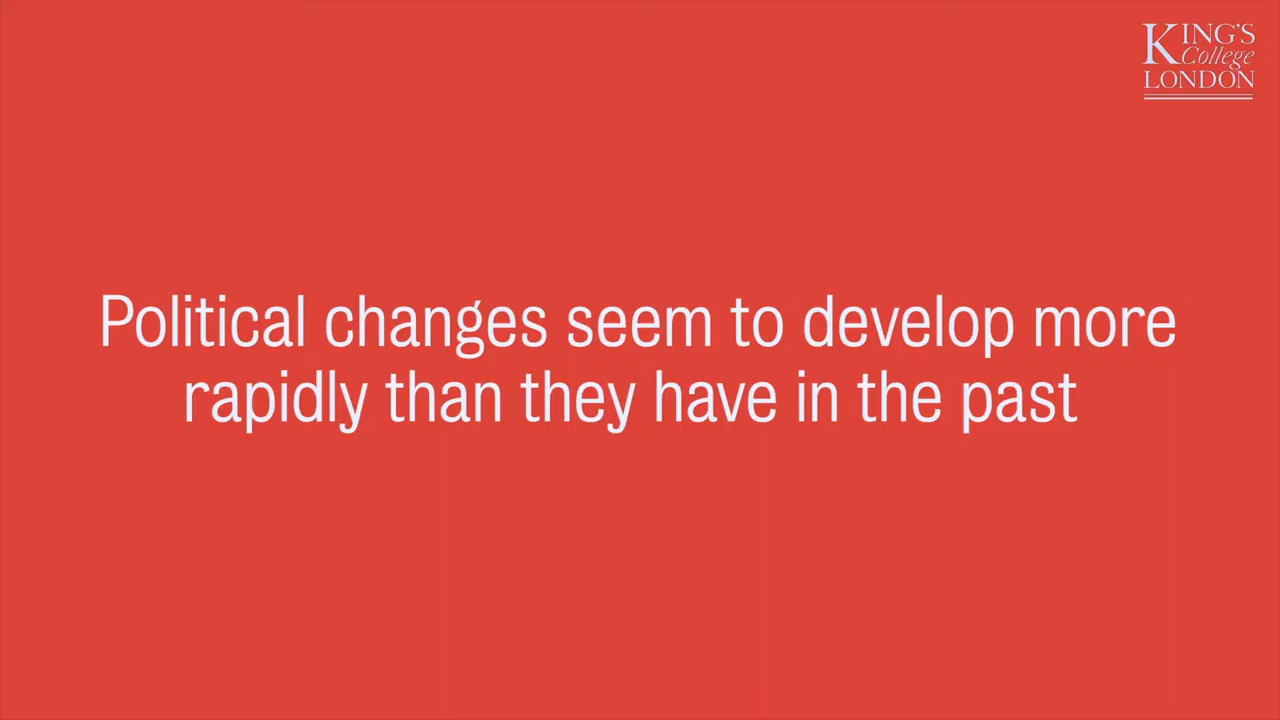 KING'S
College
LONDON
Political changes seem to develop more
rapidly than they have in the past